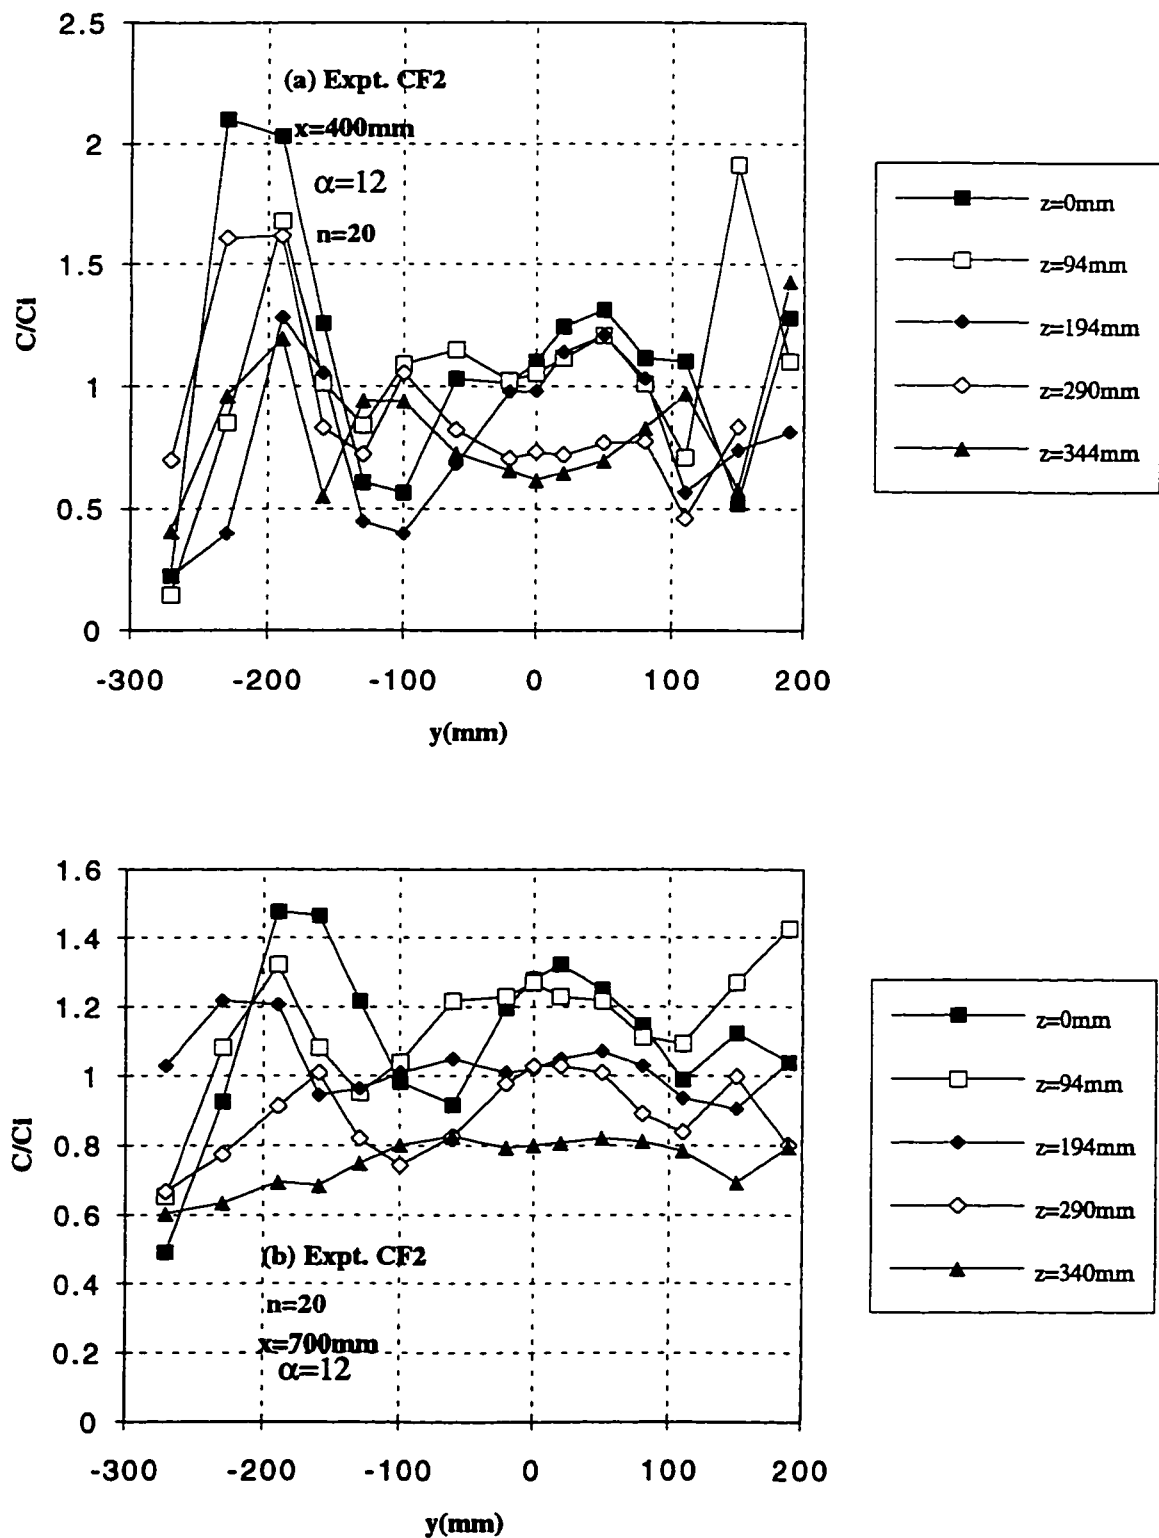 2.5
(a) Expt. CF2
x=400mm
2
α=12
n=20
1.5
C/Ci
1
0.5
0
-300 -200 -100 0 100 200
y(mm)
z=0mm
z=94mm
z=194mm
z=290mm
z=344mm
1.6
1.4
1.2
1
C/Ci
0.8
0.6
(b) Expt. CF2
0.4
n=20
x=700mm
0.2
α=12
0
-300 -200 -100 0 100 200
y(mm)
z=0mm
z=94mm
z=194mm
z=290mm
z=340mm